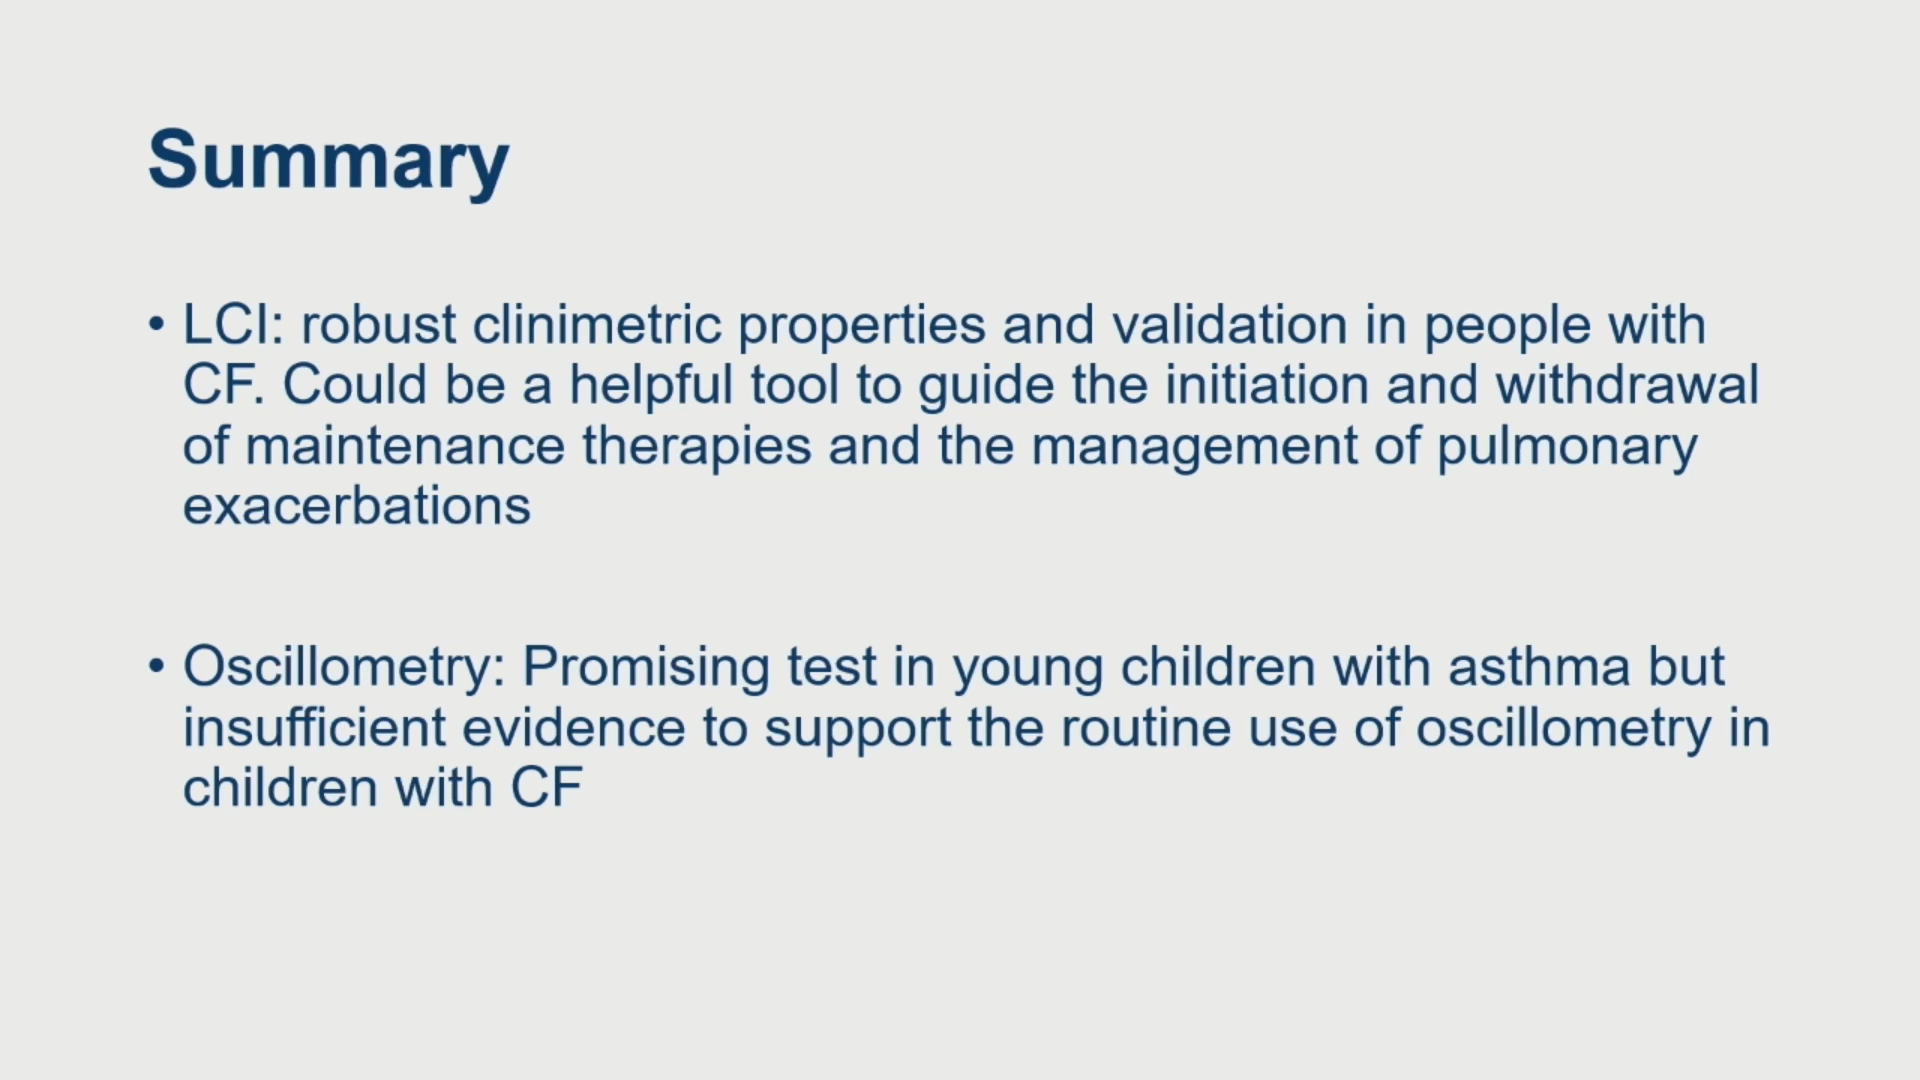 Summary
• LCI: robust clinimetric properties and validation in people with
CF. Could be a helpful tool to guide the initiation and withdrawal
of maintenance therapies and the management of pulmonary
exacerbations
• Oscillometry: Promising test in young children with asthma but
insufficient evidence to support the routine use of oscillometry in
children with CF